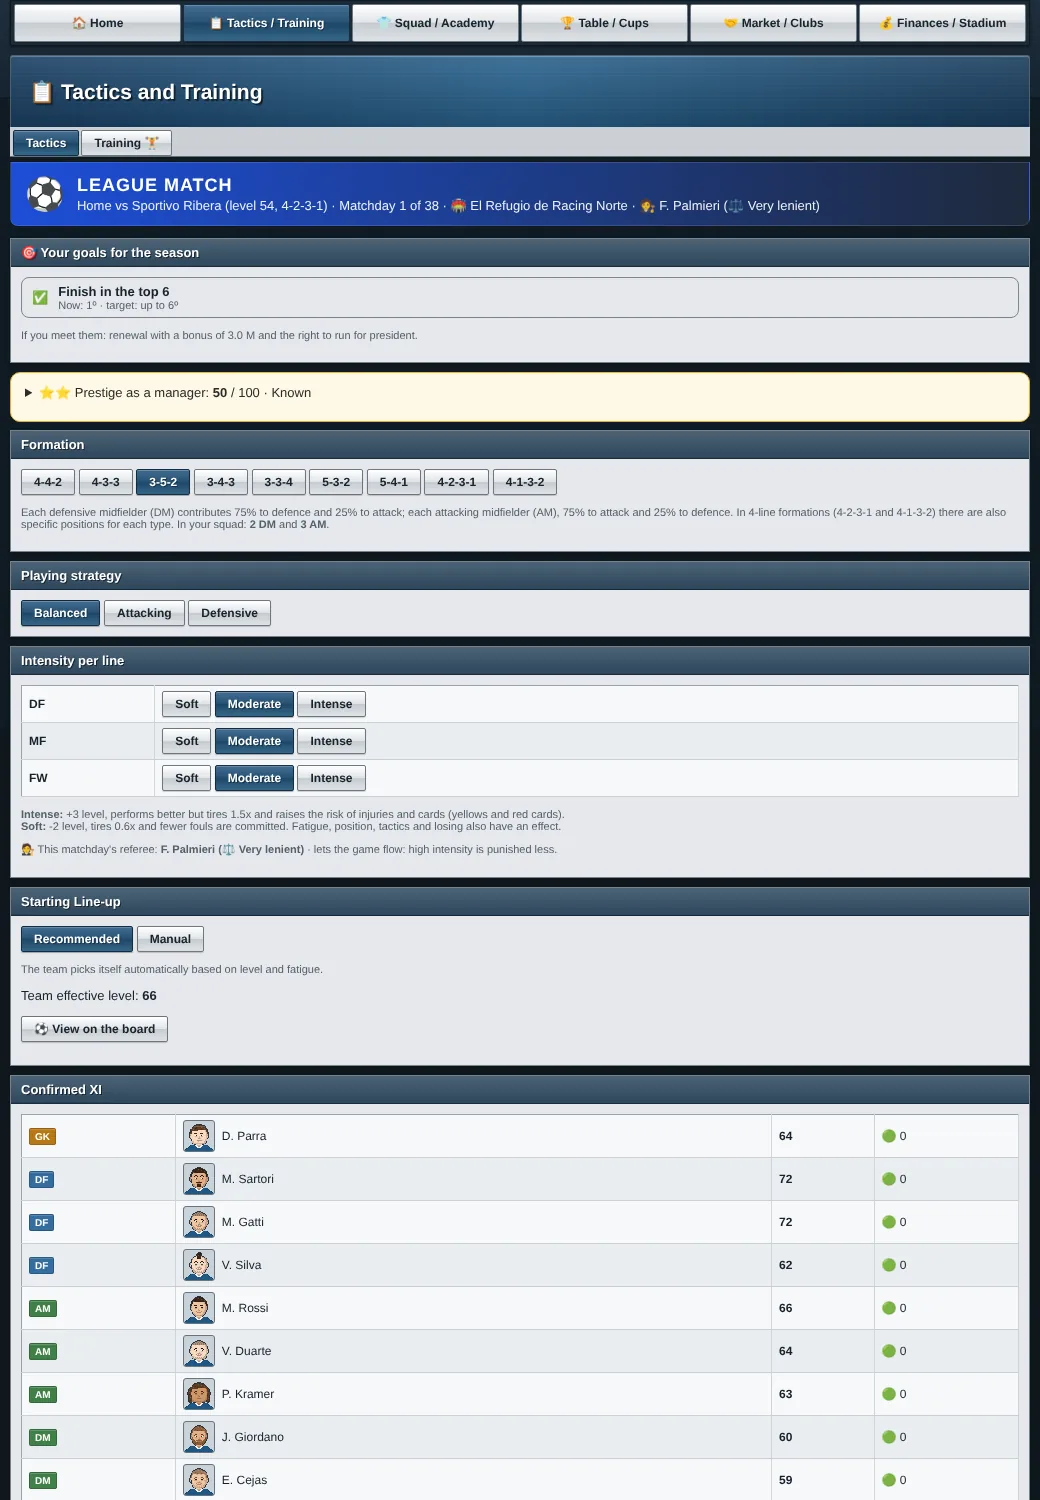 🏠 Home
📋 Tactics / Training
👕 Squad / Academy
🏆 Table / Cups
🤝 Market / Clubs
💰 Finances / Stadium
📋 Tactics and Training
Tactics
Training 🏋️
LEAGUE MATCH
Home vs Sportivo Ribera (level 54, 4-2-3-1) · Matchday 1 of 38 · 🏟️ El Refugio de Racing Norte · 🧑‍⚖️ F. Palmieri (⚖️ Very lenient)
🎯 Your goals for the season
✅ Finish in the top 6
Now: 1º · target: up to 6º
If you meet them: renewal with a bonus of 3.0 M and the right to run for president.
▶ ⭐⭐ Prestige as a manager: 50 / 100 · Known
Formation
4-4-2
4-3-3
3-5-2
3-4-3
3-3-4
5-3-2
5-4-1
4-2-3-1
4-1-3-2
Each defensive midfielder (DM) contributes 75% to defence and 25% to attack; each attacking midfielder (AM), 75% to attack and 25% to defence. In 4-line formations (4-2-3-1 and 4-1-3-2) there are also
specific positions for each type. In your squad: 2 DM and 3 AM.
Playing strategy
Balanced
Attacking
Defensive
Intensity per line
DF Soft Moderate Intense
MF Soft Moderate Intense
FW Soft Moderate Intense
Intense: +3 level, performs better but tires 1.5x and raises the risk of injuries and cards (yellows and red cards).
Soft: -2 level, tires 0.6x and fewer fouls are committed. Fatigue, position, tactics and losing also have an effect.
🧑‍⚖️ This matchday's referee: F. Palmieri (⚖️ Very lenient) · lets the game flow: high intensity is punished less.
Starting Line-up
Recommended
Manual
The team picks itself automatically based on level and fatigue.
Team effective level: 66
⚽ View on the board
Confirmed XI
GK D. Parra 64 🟢 0
DF M. Sartori 72 🟢 0
DF M. Gatti 72 🟢 0
DF V. Silva 62 🟢 0
AM M. Rossi 66 🟢 0
AM V. Duarte 64 🟢 0
AM P. Kramer 63 🟢 0
DM J. Giordano 60 🟢 0
DM E. Cejas 59 🟢 0